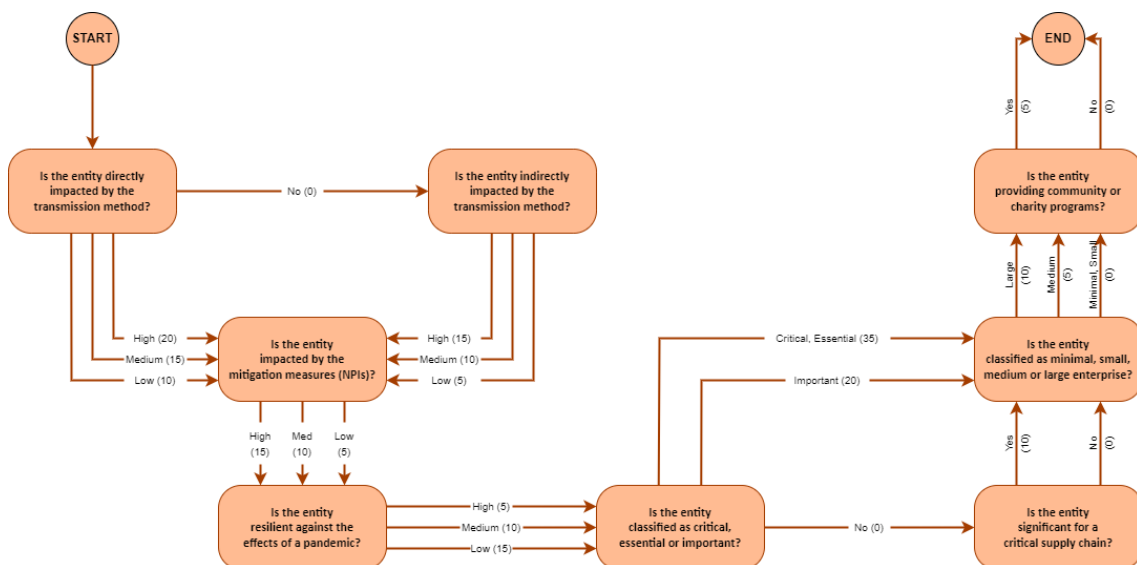 START
END
Yes
(5)
No
(0)
Is the entity directly
impacted by the
transmission method?
No (0)
Is the entity indirectly
impacted by the
transmission method?
Is the entity
providing community or
charity programs?
Large
(10)
Medium
(5)
Minimal, Small
(0)
High (20)
Medium (15)
Low (10)
Is the entity
impacted by the
mitigation measures (NPIs)?
High (15)
Medium (10)
Low (5)
Critical, Essential (35)
Important (20)
Is the entity
classified as minimal, small,
medium or large enterprise?
High
(15)
Med
(10)
Low
(5)
Yes
(10)
No
(0)
Is the entity
resilient against the
effects of a pandemic?
High (5)
Medium (10)
Low (15)
Is the entity
classified as critical,
essential or important?
No (0)
Is the entity
significant for a
critical supply chain?